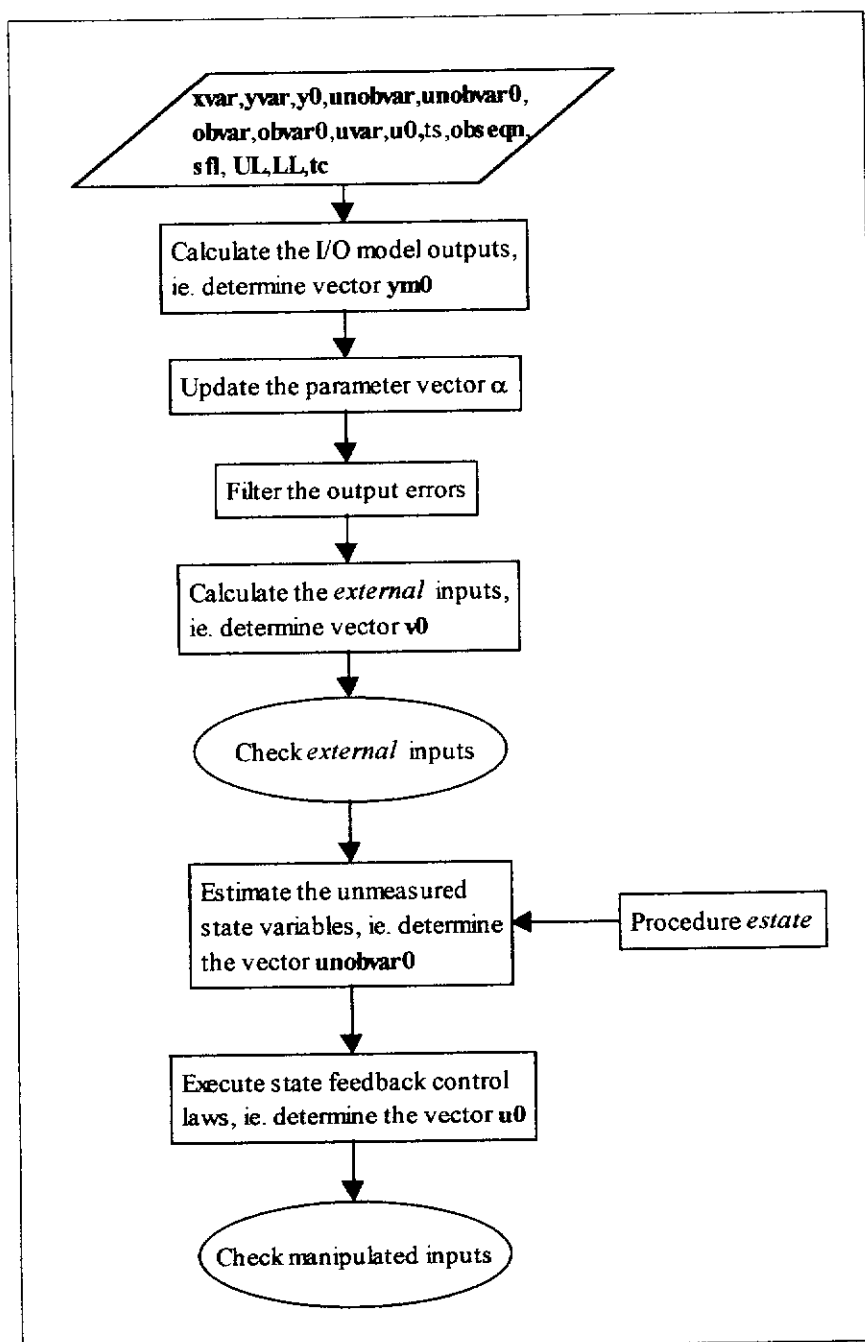 xvar,yvar,y0,unobvar,unobvar0,
obvar,obvar0,uvar,u0,ts,obseqn,
sfl, UL,LL,tc
Calculate the I/O model outputs,
ie. determine vector ym0
Update the parameter vector α
Filter the output errors
Calculate the external inputs,
ie. determine vector v0
Check external inputs
Estimate the unmeasured
state variables, ie. determine
the vector unobvar0
Procedure estate
Execute state feedback control
laws, ie. determine the vector u0
Check manipulated inputs